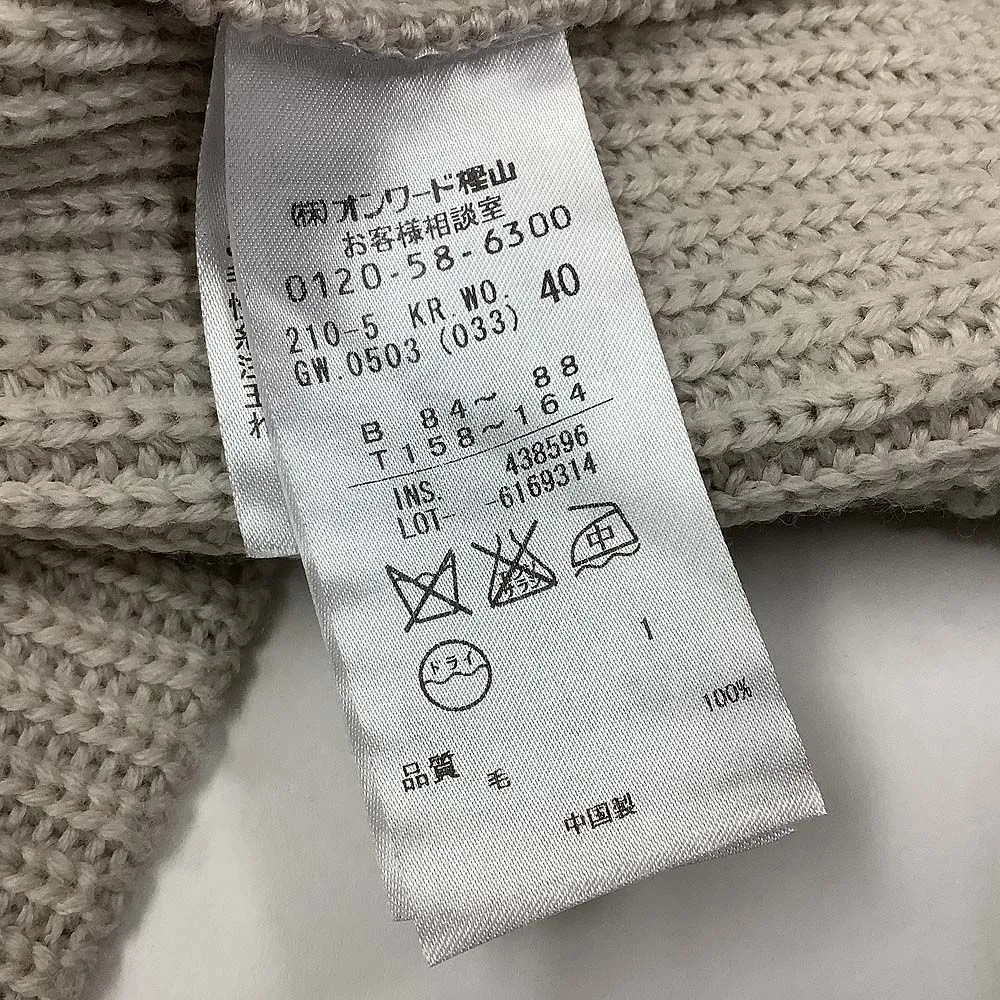 (株)オンワード樫山
お客様相談室
0120-58-6300
210-5 KR.WO. 40
GW.0503 (033)
B 84～ 88
T 158～164
INS. 438596
LOT- -6169314
中
ドライ
1
100%
品質 毛
中国製